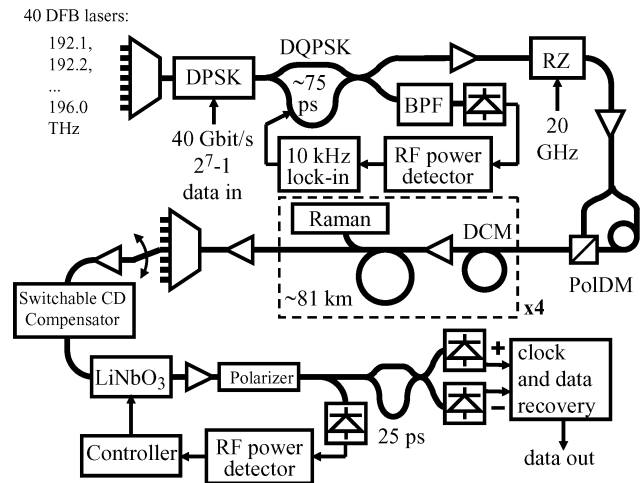 40 DFB lasers:
192.1,
192.2,
...
196.0
THz
DPSK
40 Gbit/s
2⁷-1
data in
DQPSK
~75
ps
BPF
10 kHz
lock-in
RF power
detector
RZ
20
GHz
PolDM
Raman
DCM
~81 km
x4
Switchable CD
Compensator
LiNbO₃
Polarizer
Controller
RF power
detector
25 ps
+
−
clock
and data
recovery
data out